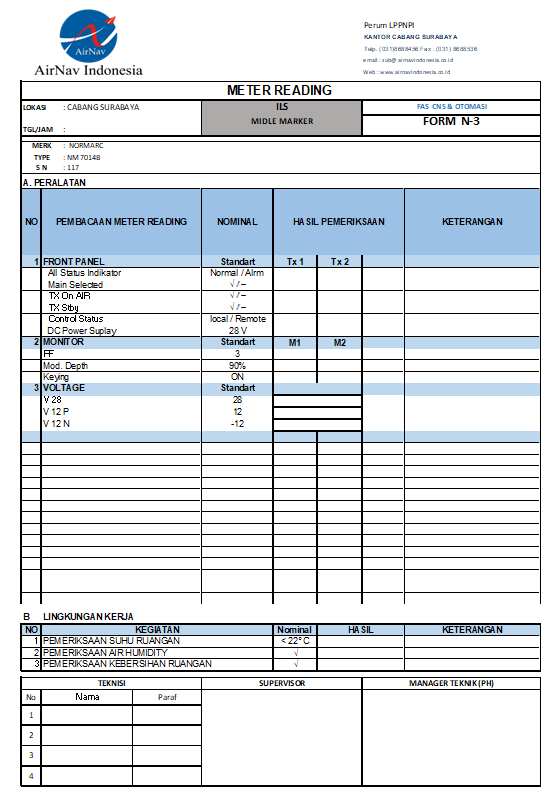 AirNav
AirNav Indonesia
Perum LPPNPI
KANTOR CABANG SURABAYA
Telp. (031)8688456 Fax . (031) 8688536
email : sub@ airnavindonesia.co.id
Web : www.airnavindonesia.co.id
METER READING
LOKASI : CABANG SURABAYA
TGL/JAM :
ILS
MIDLE MARKER
FAS CNS & OTOMASI
FORM N-3
MERK : NORMARC
TYPE : NM 7014B
S N : 117
A. PERALATAN
NO PEMBACAAN METER READING NOMINAL HASIL PEMERIKSAAN KETERANGAN
1 FRONT PANEL Standart Tx 1 Tx 2
All Status Indikator Normal / Alrm
Main Selected √ / –
TX On AIR √ / –
TX Stby √ / –
Control Status local / Remote
DC Power Suplay 28 V
2 MONITOR Standart M1 M2
FF 3
Mod. Depth 90%
Keying ON
3 VOLTAGE Standart
V 28 28
V 12 P 12
V 12 N -12
B LINGKUNGAN KERJA
NO KEGIATAN Nominal HASIL KETERANGAN
1 PEMERIKSAAN SUHU RUANGAN < 22° C
2 PEMERIKSAAN AIR HUMIDITY √
3 PEMERIKSAAN KEBERSIHAN RUANGAN √
TEKNISI SUPERVISOR MANAGER TEKNIK (PH)
No Nama Paraf
1
2
3
4